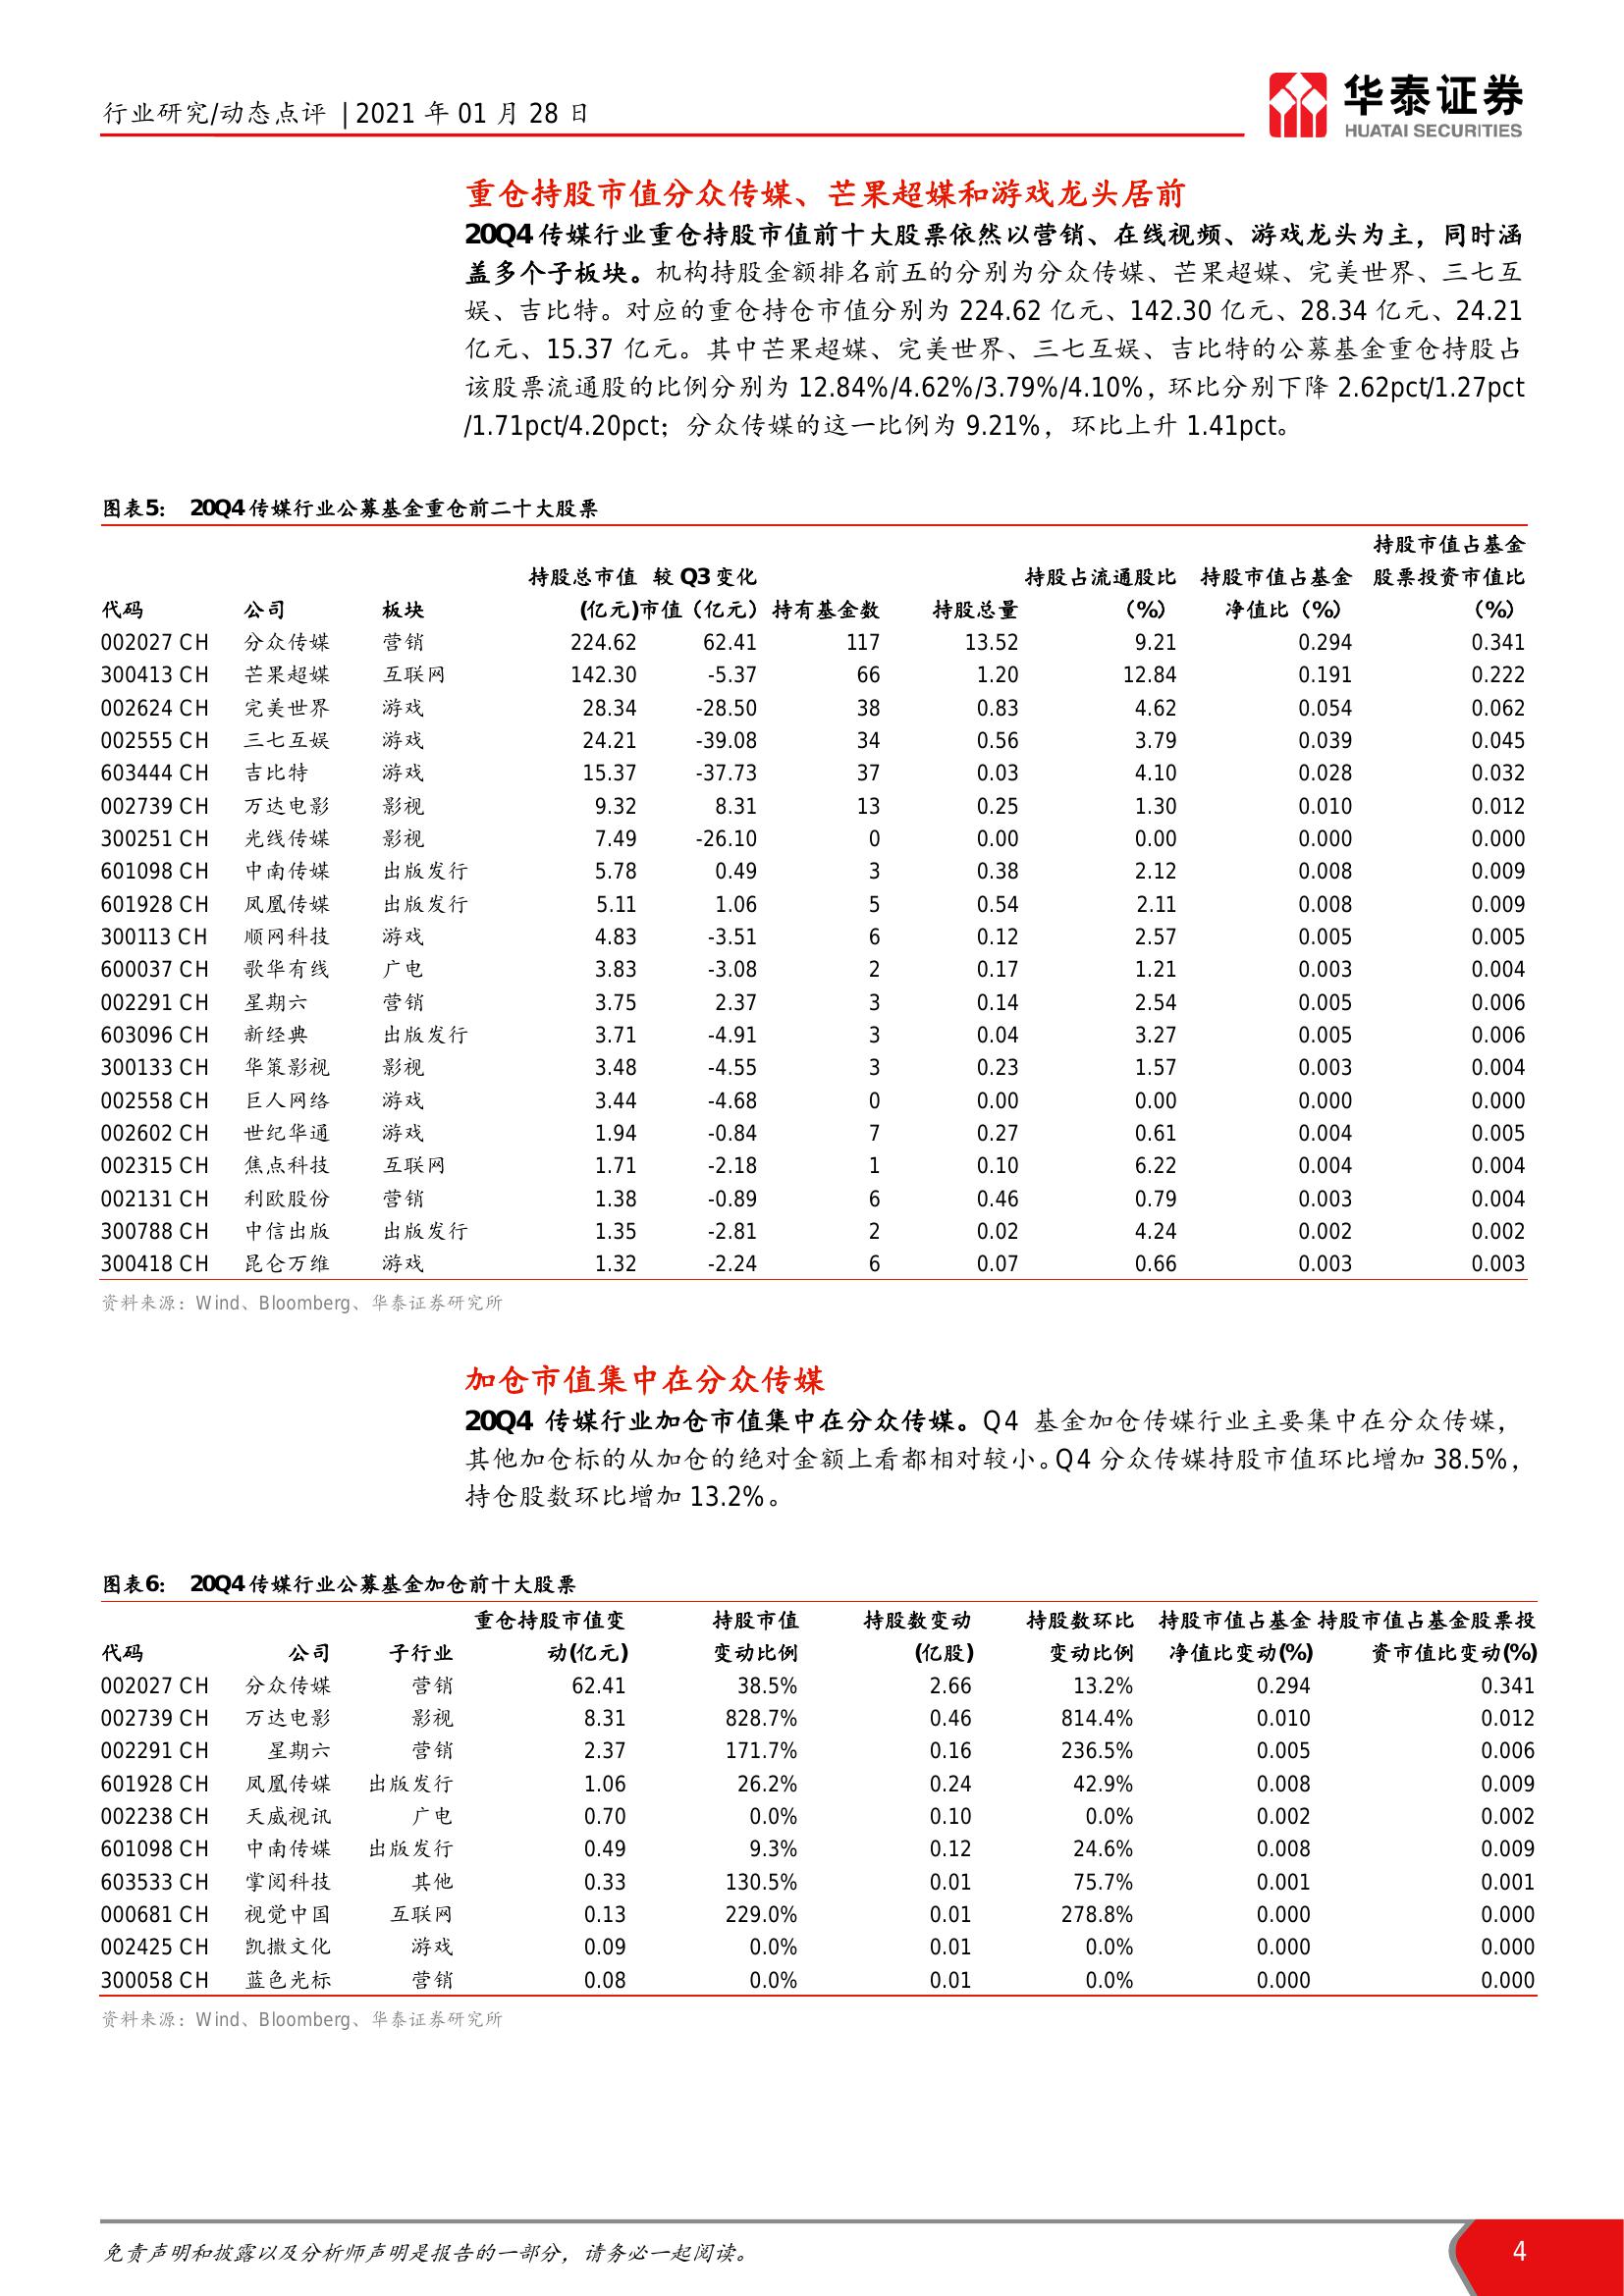 行业研究/动态点评 | 2021 年 01 月 28 日
华泰证券
HUATAI SECURITIES
重仓持股市值分众传媒、芒果超媒和游戏龙头居前
20Q4 传媒行业重仓持股市值前十大股票依然以营销、在线视频、游戏龙头为主，同时涵
盖多个子板块。机构持股金额排名前五的分别为分众传媒、芒果超媒、完美世界、三七互
娱、吉比特。对应的重仓持仓市值分别为 224.62 亿元、142.30 亿元、28.34 亿元、24.21
亿元、15.37 亿元。其中芒果超媒、完美世界、三七互娱、吉比特的公募基金重仓持股占
该股票流通股的比例分别为 12.84%/4.62%/3.79%/4.10%，环比分别下降 2.62pct/1.27pct
/1.71pct/4.20pct；分众传媒的这一比例为 9.21%，环比上升 1.41pct。
图表5： 20Q4 传媒行业公募基金重仓前二十大股票
持股市值占基金
持股总市值 较 Q3 变化 持股占流通股比 持股市值占基金 股票投资市值比
代码 公司 板块 (亿元) 市值（亿元） 持有基金数 持股总量 （%） 净值比（%） （%）
002027 CH 分众传媒 营销 224.62 62.41 117 13.52 9.21 0.294 0.341
300413 CH 芒果超媒 互联网 142.30 -5.37 66 1.20 12.84 0.191 0.222
002624 CH 完美世界 游戏 28.34 -28.50 38 0.83 4.62 0.054 0.062
002555 CH 三七互娱 游戏 24.21 -39.08 34 0.56 3.79 0.039 0.045
603444 CH 吉比特 游戏 15.37 -37.73 37 0.03 4.10 0.028 0.032
002739 CH 万达电影 影视 9.32 8.31 13 0.25 1.30 0.010 0.012
300251 CH 光线传媒 影视 7.49 -26.10 0 0.00 0.00 0.000 0.000
601098 CH 中南传媒 出版发行 5.78 0.49 3 0.38 2.12 0.008 0.009
601928 CH 凤凰传媒 出版发行 5.11 1.06 5 0.54 2.11 0.008 0.009
300113 CH 顺网科技 游戏 4.83 -3.51 6 0.12 2.57 0.005 0.005
600037 CH 歌华有线 广电 3.83 -3.08 2 0.17 1.21 0.003 0.004
002291 CH 星期六 营销 3.75 2.37 3 0.14 2.54 0.005 0.006
603096 CH 新经典 出版发行 3.71 -4.91 3 0.04 3.27 0.005 0.006
300133 CH 华策影视 影视 3.48 -4.55 3 0.23 1.57 0.003 0.004
002558 CH 巨人网络 游戏 3.44 -4.68 0 0.00 0.00 0.000 0.000
002602 CH 世纪华通 游戏 1.94 -0.84 7 0.27 0.61 0.004 0.005
002315 CH 焦点科技 互联网 1.71 -2.18 1 0.10 6.22 0.004 0.004
002131 CH 利欧股份 营销 1.38 -0.89 6 0.46 0.79 0.003 0.004
300788 CH 中信出版 出版发行 1.35 -2.81 2 0.02 4.24 0.002 0.002
300418 CH 昆仑万维 游戏 1.32 -2.24 6 0.07 0.66 0.003 0.003
资料来源：Wind、Bloomberg、华泰证券研究所
加仓市值集中在分众传媒
20Q4 传媒行业加仓市值集中在分众传媒。Q4 基金加仓传媒行业主要集中在分众传媒，
其他加仓标的从加仓的绝对金额上看都相对较小。Q4 分众传媒持股市值环比增加 38.5%，
持仓股数环比增加 13.2%。
图表6： 20Q4 传媒行业公募基金加仓前十大股票
重仓持股市值变 持股市值 持股数变动 持股数环比 持股市值占基金 持股市值占基金股票投
代码 公司 子行业 动(亿元) 变动比例 (亿股) 变动比例 净值比变动(%) 资市值比变动(%)
002027 CH 分众传媒 营销 62.41 38.5% 2.66 13.2% 0.294 0.341
002739 CH 万达电影 影视 8.31 828.7% 0.46 814.4% 0.010 0.012
002291 CH 星期六 营销 2.37 171.7% 0.16 236.5% 0.005 0.006
601928 CH 凤凰传媒 出版发行 1.06 26.2% 0.24 42.9% 0.008 0.009
002238 CH 天威视讯 广电 0.70 0.0% 0.10 0.0% 0.002 0.002
601098 CH 中南传媒 出版发行 0.49 9.3% 0.12 24.6% 0.008 0.009
603533 CH 掌阅科技 其他 0.33 130.5% 0.01 75.7% 0.001 0.001
000681 CH 视觉中国 互联网 0.13 229.0% 0.01 278.8% 0.000 0.000
002425 CH 凯撒文化 游戏 0.09 0.0% 0.01 0.0% 0.000 0.000
300058 CH 蓝色光标 营销 0.08 0.0% 0.01 0.0% 0.000 0.000
资料来源：Wind、Bloomberg、华泰证券研究所
免责声明和披露以及分析师声明是报告的一部分，请务必一起阅读。
4